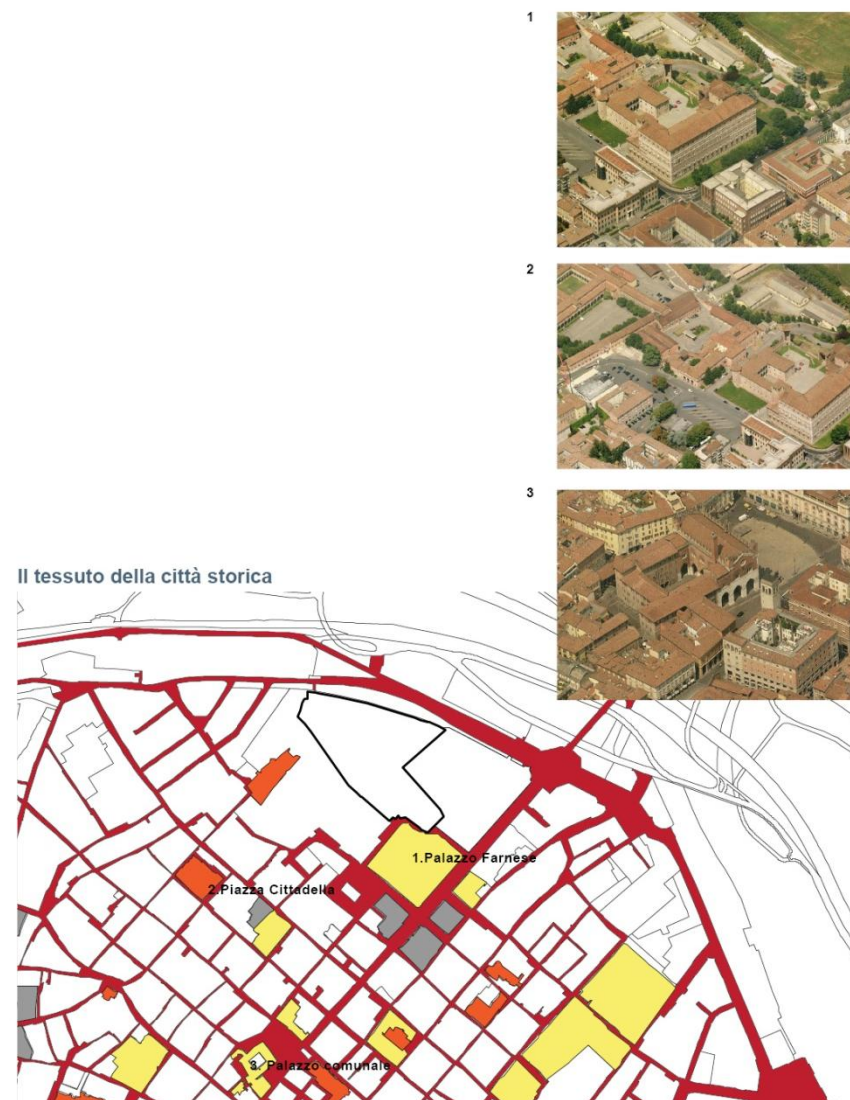 1
2
3
Il tessuto della città storica
1.Palazzo Farnese
2.Piazza Cittadella
3. Palazzo comunale